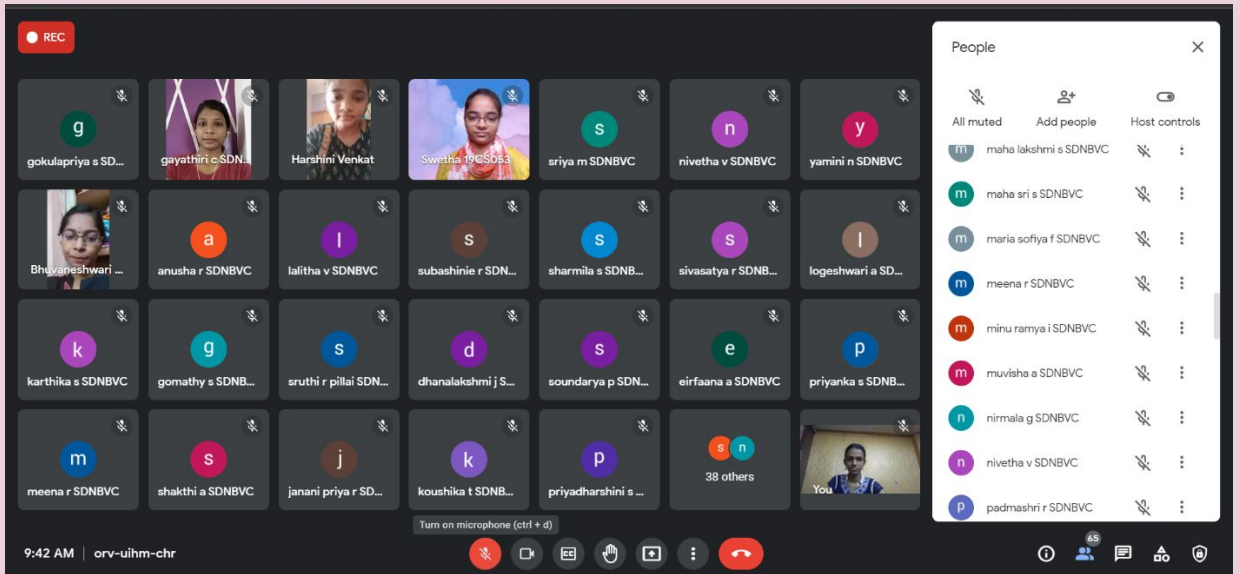 REC
g
gokulapriya s SD...
gayathiri c SDN...
Harshini Venkat
Swetha 19CS053
s
sriya m SDNBVC
n
nivetha v SDNBVC
y
yamini n SDNBVC
Bhuvaneshwari ...
a
anusha r SDNBVC
l
lalitha v SDNBVC
s
subashinie r SDN...
s
sharmila s SDNB...
s
sivasatya r SDNB...
l
logeshwari a SD...
k
karthika s SDNBVC
g
gomathy s SDNB...
s
sruthi r pillai SDN...
d
dhanalakshmi j S...
s
soundarya p SDN...
e
eirfaana a SDNBVC
p
priyanka s SDNB...
m
meena r SDNBVC
s
shakthi a SDNBVC
j
janani priya r SD...
k
koushika t SDNB...
p
priyadharshini s ...
s n
38 others
You
Turn on microphone (ctrl + d)
9:42 AM | orv-uihm-chr
CC
65
People
All muted Add people Host controls
m maha lakshmi s SDNBVC
m maha sri s SDNBVC
m maria sofiya f SDNBVC
m meena r SDNBVC
m minu ramya i SDNBVC
m muvisha a SDNBVC
n nirmala g SDNBVC
n nivetha v SDNBVC
p padmashri r SDNBVC